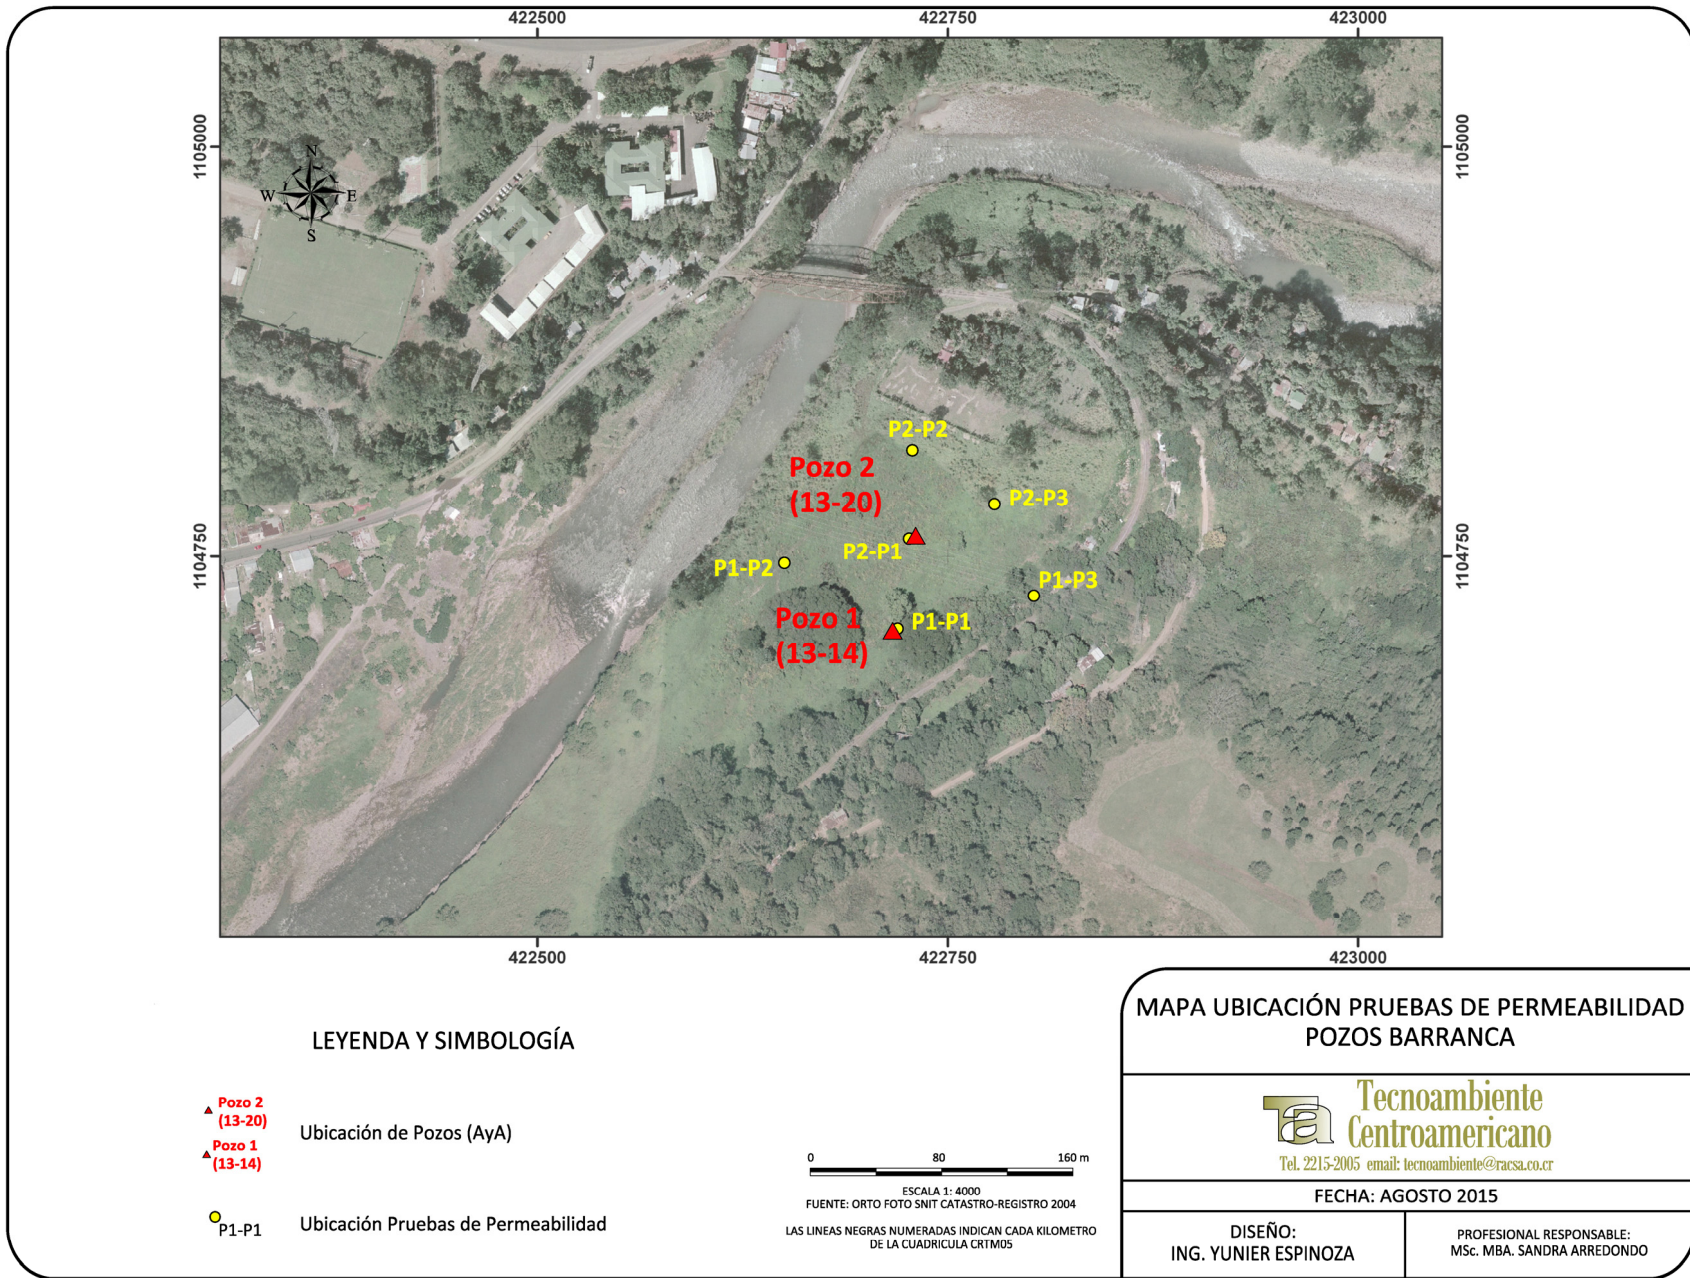 422500
422750
423000
1105000
1105000
N
W
E
S
P2-P2
Pozo 2
(13-20)
P2-P3
P2-P1
1104750
1104750
P1-P2
P1-P3
Pozo 1
(13-14)
P1-P1
422500
422750
423000
LEYENDA Y SIMBOLOGÍA
Pozo 2
(13-20)
Pozo 1
(13-14)
Ubicación de Pozos (AyA)
P1-P1
Ubicación Pruebas de Permeabilidad
0 80 160 m
ESCALA 1: 4000
FUENTE: ORTO FOTO SNIT CATASTRO-REGISTRO 2004
LAS LINEAS NEGRAS NUMERADAS INDICAN CADA KILOMETRO
DE LA CUADRICULA CRTM05
MAPA UBICACIÓN PRUEBAS DE PERMEABILIDAD
POZOS BARRANCA
ta
Tecnoambiente
Centroamericano
Tel. 2215-2005 email: tecnoambiente@racsa.co.cr
FECHA: AGOSTO 2015
DISEÑO:
ING. YUNIER ESPINOZA
PROFESIONAL RESPONSABLE:
MSc. MBA. SANDRA ARREDONDO